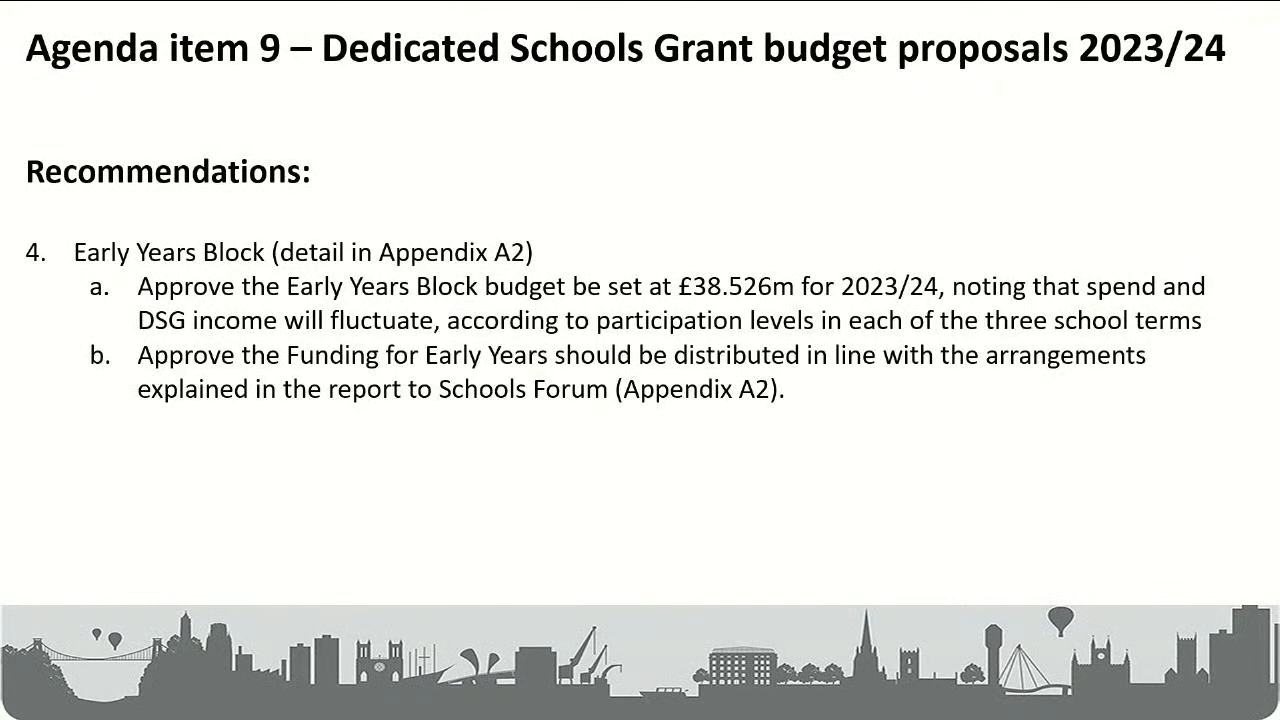 Agenda item 9 – Dedicated Schools Grant budget proposals 2023/24
Recommendations:
4. Early Years Block (detail in Appendix A2)
a. Approve the Early Years Block budget be set at £38.526m for 2023/24, noting that spend and
DSG income will fluctuate, according to participation levels in each of the three school terms
b. Approve the Funding for Early Years should be distributed in line with the arrangements
explained in the report to Schools Forum (Appendix A2).